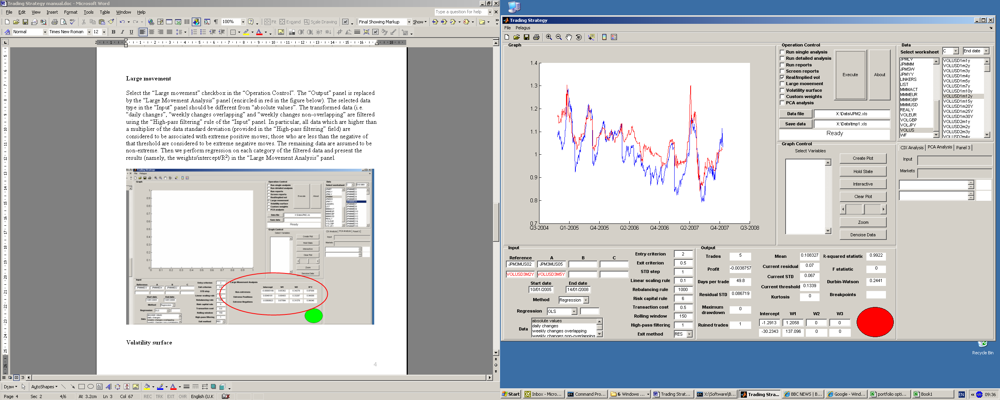 Trading Strategy manual.doc - Microsoft Word
File Edit View Insert Format Tools Table Window Help
Type a question for help
100%
Fit Expand Scale Drawing
Final Showing Markup Show
Normal Times New Roman 12 B I U
Large movement
Select the “Large movement” checkbox in the “Operation Control”. The “Output” panel is replaced
by the “Large Movement Analysis” panel (encircled in red in the figure below). The selected data
type in the “Input” panel should be different from “absolute values”. The transformed data (i.e.
“daily changes”, “weekly changes overlapping” and “weekly changes non-overlapping” are filtered
using the “High-pass filtering” rule of the “Input” panel. In particular, all data which are higher than
a multiplier of the data standard deviation (provided in the “High-pass filtering” field) are
considered to be associated with extreme positive moves; those who are less than the negative of
that threshold are considered to be extreme negative moves. The remaining data are assumed to be
non-extreme. Then we perform regression on each category of the filtered data and present the
results (namely, the weights/intercept/R²) in the “Large Movement Analysis” panel.
Volatility surface
4
Draw AutoShapes
Page 4 Sec 2 4/6 At 3.2cm Ln 3 Col 67 REC TRK EXT OVR English (U.K
Trading Strategy
File Pelagus
Graph
1.4
1.3
1.2
1.1
1
0.9
0.8
0.7
Q3-2004 Q1-2005 Q4-2005 Q2-2006 Q4-2006 Q2-2007 Q4-2007 Q3-2008
Operation Control
Run single analysis
Run detailed analysis
Run reports
Screen reports
Real/Implied vol
Large movement
Volatility surface
Custom weights
PCA analysis
Execute
About
Data file X:\Data\JPM2.xls
Save data X:\Data\tmp1.xls
Ready
Data
Select worksheet C End date
JPMLV
JPMMM
JPMSW
JPMYY
LINKERS
LIST
MMMACT
MMMEUR
MMMGBP
MMMUSD
REALY
VOLEUR
VOLGBP
VOLJPY
VOLUS
WF
VOLUSD1m1y
VOLUSD1m2y
VOLUSD1m3y
VOLUSD1m4y
VOLUSD1m5y
VOLUSD1m7y
VOLUSD1m10y
VOLUSD1m12y
VOLUSD1m15y
VOLUSD1m20Y
VOLUSD1m25Y
VOLUSD1m30Y
VOLUSD2m1y
VOLUSD2m2y
VOLUSD2m3y
VOLUSD2m4y
Graph Control
Select Variables
Create Plot
Hold State
Interactive
Clear Plot
Zoom
Denoise Data
CIX Analysis PCA Analysis Panel 3
Input
Markets
Input
Reference A B C
JPM3MUS02 JPM3MUS05
VOLUSD3M2Y VOLUSD3M5Y
Start date End date
10/01/2005 14/01/2008
Method Regression
Regression OLS
Data
absolute values
daily changes
weekly changes overlapping
weekly changes non-overlapping
Entry criterion 2
Exit criterion 0.5
STD step 1
Linear scaling rule 0.1
Rebalancing rule 1000
Risk capital rule 6
Transaction cost 0.5
Rolling window 150
High-pass filtering 1
Exit method RES
Output
Trades 5
Profit -0.0038757
Days per trade 49.8
Residual STD 0.086719
Maximum drawdown 0
Ruined trades 1
Mean 0.108327
Current residual 0.07
Current STD 0.067
Current threshold 0.1339
Kurtosis 0
R-squared statistic 0.9922
F statistic 0
Durbin-Watson 0.2441
Breakpoints
Intercept W1 W2 W3
-1.2913 1.2058 0 0
-30.2343 137.096 0 0
Recycle Bin
Start Inbox - Micro... Command Pro... 6 Windows ... Trading Strat... X:\Software\B... Trading Stra... BBC NEWS | B... Google - Wind... portfolio opti... Book1 EN 09:36